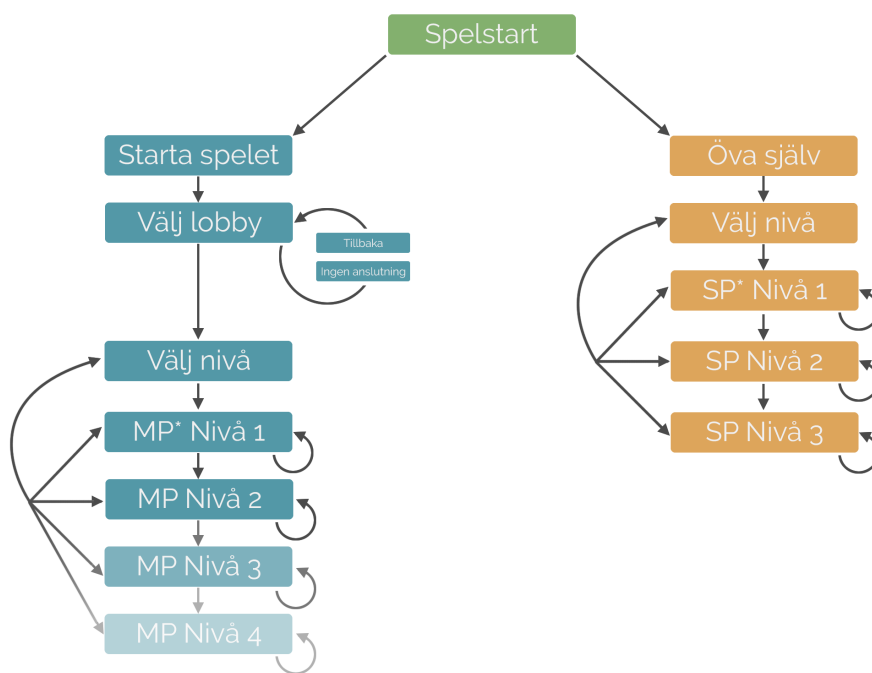 Spelstart
Starta spelet
Välj lobby
Tillbaka
Ingen anslutning
Välj nivå
MP* Nivå 1
MP Nivå 2
MP Nivå 3
MP Nivå 4
Öva själv
Välj nivå
SP* Nivå 1
SP Nivå 2
SP Nivå 3